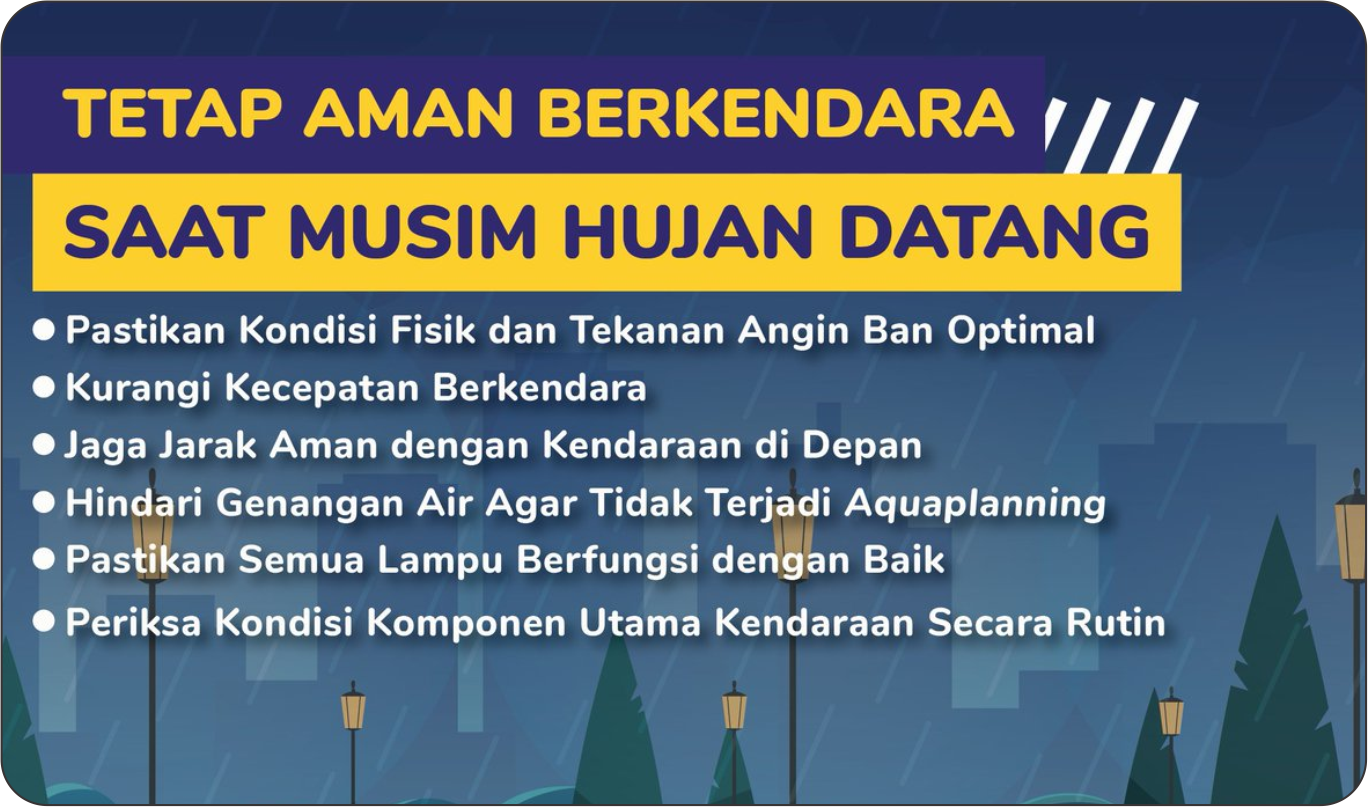 TETAP AMAN BERKENDARA
SAAT MUSIM HUJAN DATANG
● Pastikan Kondisi Fisik dan Tekanan Angin Ban Optimal
● Kurangi Kecepatan Berkendara
● Jaga Jarak Aman dengan Kendaraan di Depan
● Hindari Genangan Air Agar Tidak Terjadi Aquaplanning
● Pastikan Semua Lampu Berfungsi dengan Baik
● Periksa Kondisi Komponen Utama Kendaraan Secara Rutin